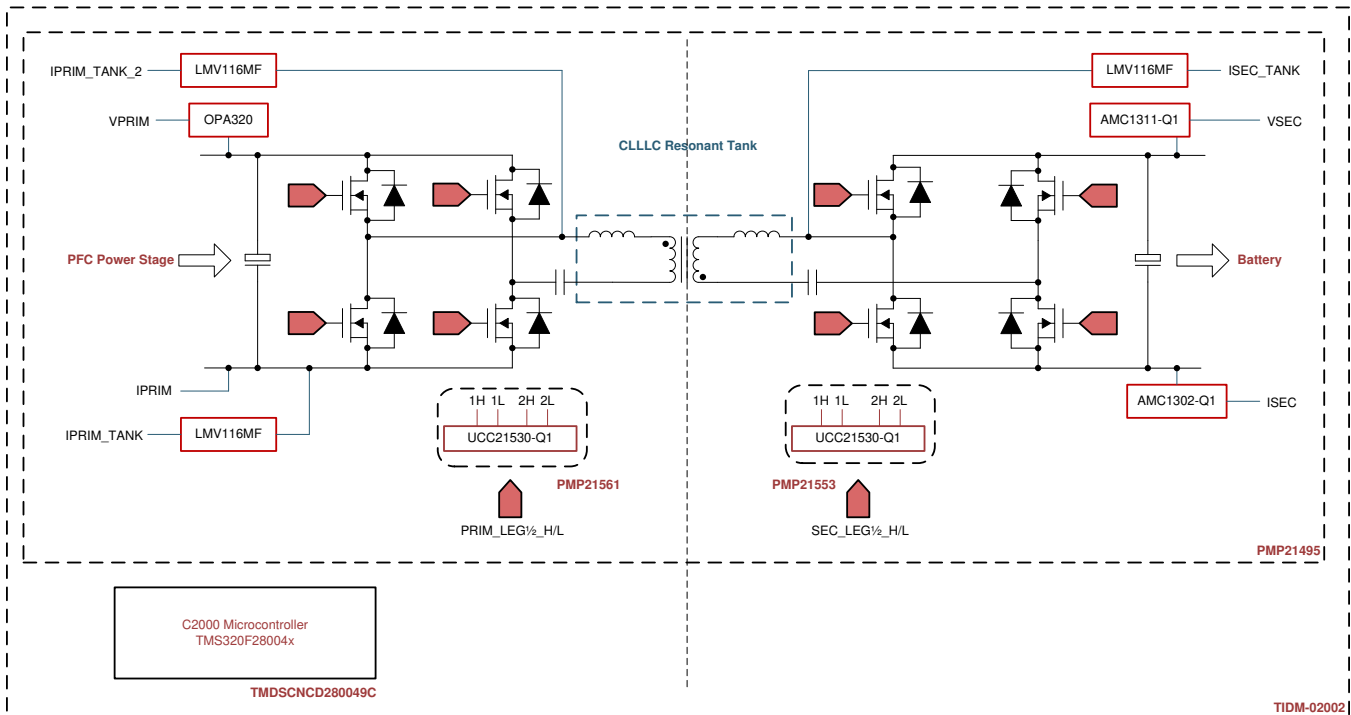 IPRIM_TANK_2
LMV116MF
LMV116MF
ISEC_TANK
VPRIM
OPA320
AMC1311-Q1
VSEC
CLLLC Resonant Tank
PFC Power Stage
Battery
IPRIM
IPRIM_TANK
LMV116MF
1H 1L 2H 2L
UCC21530-Q1
PMP21561
PRIM_LEG½_H/L
1H 1L 2H 2L
UCC21530-Q1
PMP21553
SEC_LEG½_H/L
AMC1302-Q1
ISEC
PMP21495
C2000 Microcontroller
TMS320F28004x
TMDSCNCD280049C
TIDM-02002